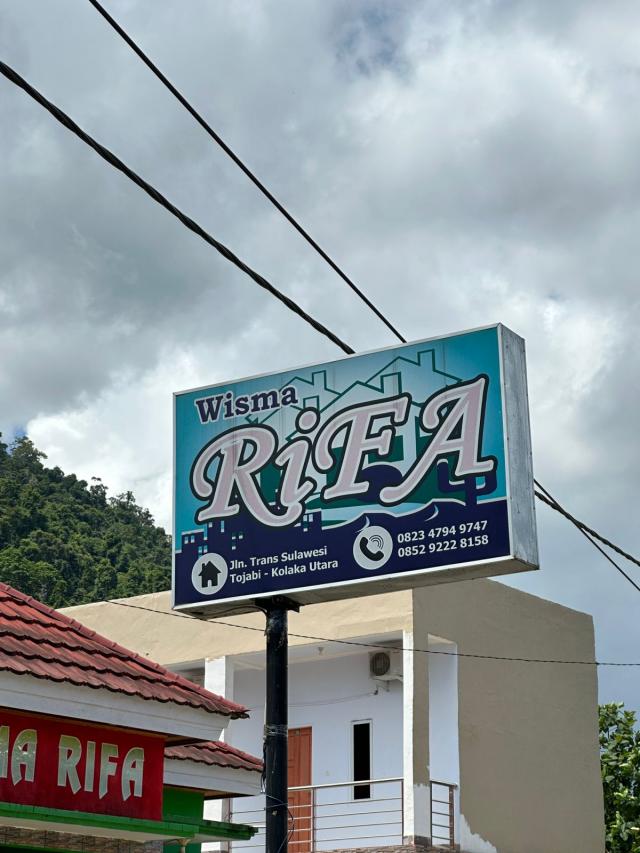 Wisma
RiFA
Jln. Trans Sulawesi
Tojabi - Kolaka Utara
0823 4794 9747
0852 9222 8158
RIFA